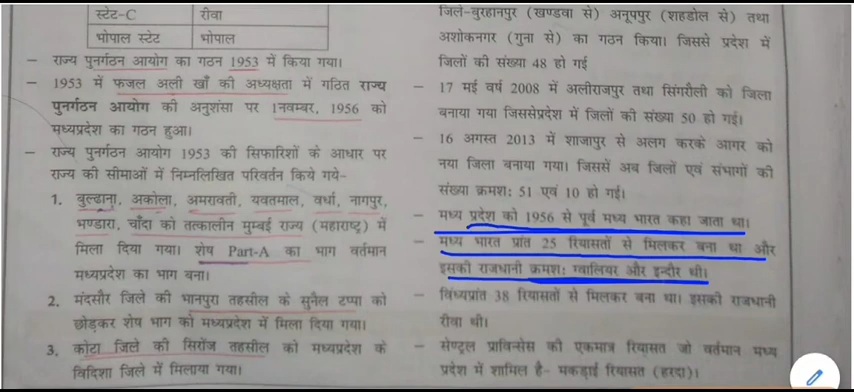 स्टेट-C रीवा
भोपाल स्टेट भोपाल
– राज्य पुनर्गठन आयोग का गठन 1953 में किया गया।
– 1953 में फजल अली खाँ की अध्यक्षता में गठित राज्य
पुनर्गठन आयोग की अनुशंसा पर 1नवम्बर, 1956 को
मध्यप्रदेश का गठन हुआ।
– राज्य पुनर्गठन आयोग 1953 की सिफारिशों के आधार पर
राज्य की सीमाओं में निम्नलिखित परिवर्तन किये गये-
1. बुल्ढाना, अकोला, अमरावती, यवतमाल, वर्धा, नागपुर,
भण्डारा, चाँदा को तत्कालीन मुम्बई राज्य (महाराष्ट्र) में
मिला दिया गया। शेष Part-A का भाग वर्तमान
मध्यप्रदेश का भाग बना।
2. मंदसौर जिले की भानपुरा तहसील के सुनैल टप्पा को
छोड़कर शेष भाग को मध्यप्रदेश में मिला दिया गया।
3. कोटा जिले की सिरोंज तहसील को मध्यप्रदेश के
विदिशा जिले में मिलाया गया।
जिले-बुरहानपुर (खण्डवा से) अनूपपुर (शहडोल से) तथा
अशोकनगर (गुना से) का गठन किया। जिससे प्रदेश में
जिलों की संख्या 48 हो गई
– 17 मई वर्ष 2008 में अलीराजपुर तथा सिंगरौली को जिला
बनाया गया जिससेप्रदेश में जिलों की संख्या 50 हो गई।
– 16 अगस्त 2013 में शाजापुर से अलग करके आगर को
नया जिला बनाया गया। जिससें अब जिलों एवं संभागों की
संख्या क्रमशः 51 एवं 10 हो गई।
– मध्य प्रदेश को 1956 से पूर्व मध्य भारत कहा जाता था।
– मध्य भारत प्रांत 25 रियासतों से मिलकर बना था और
इसकी राजधानी क्रमशः ग्वालियर और इन्दौर थी।
– विंध्यप्रांत 38 रियासतों से मिलकर बना था। इसकी राजधानी
रीवा थी।
– सेण्ट्रल प्राविन्सेस की एकमात्र रियासत जो वर्तमान मध्य
प्रदेश में शामिल है- मकड़ाई रियासत (हरदा)।